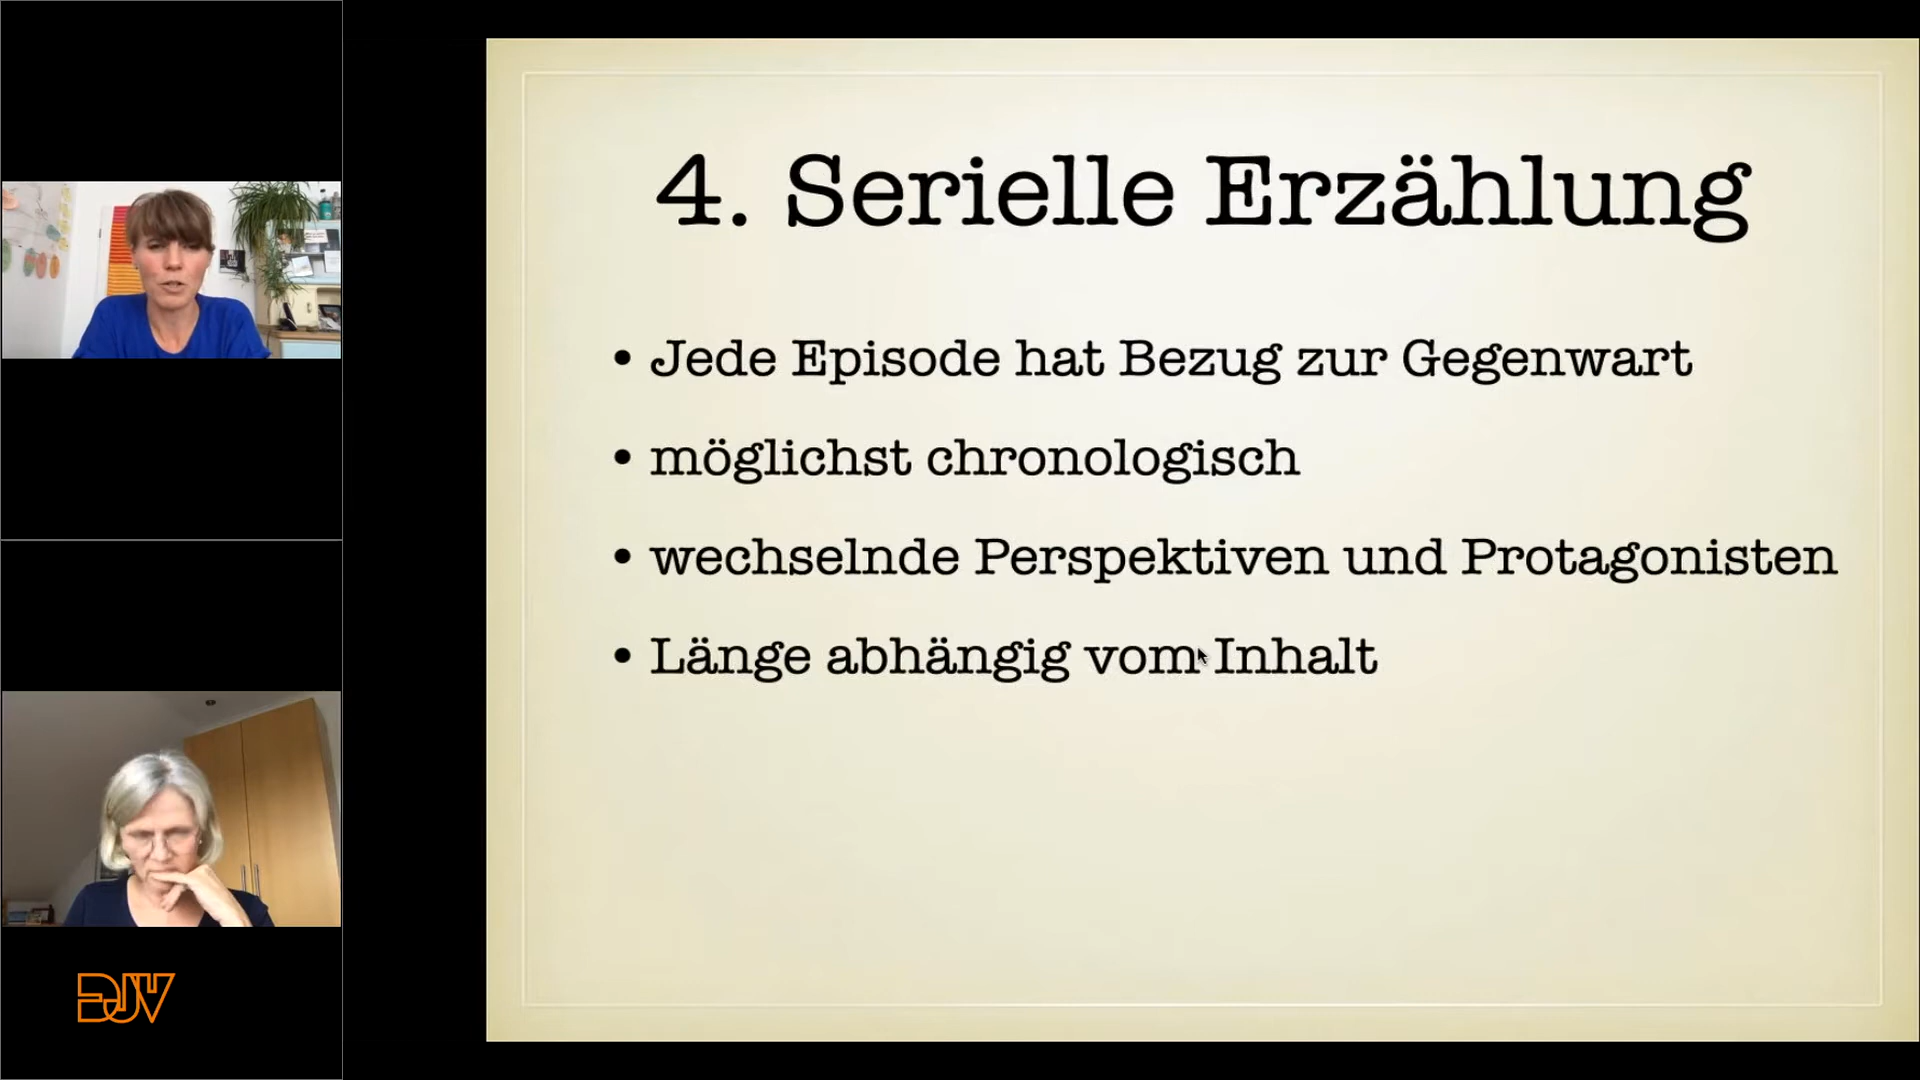 4. Serielle Erzählung
• Jede Episode hat Bezug zur Gegenwart
• möglichst chronologisch
• wechselnde Perspektiven und Protagonisten
• Länge abhängig vom Inhalt
DJV